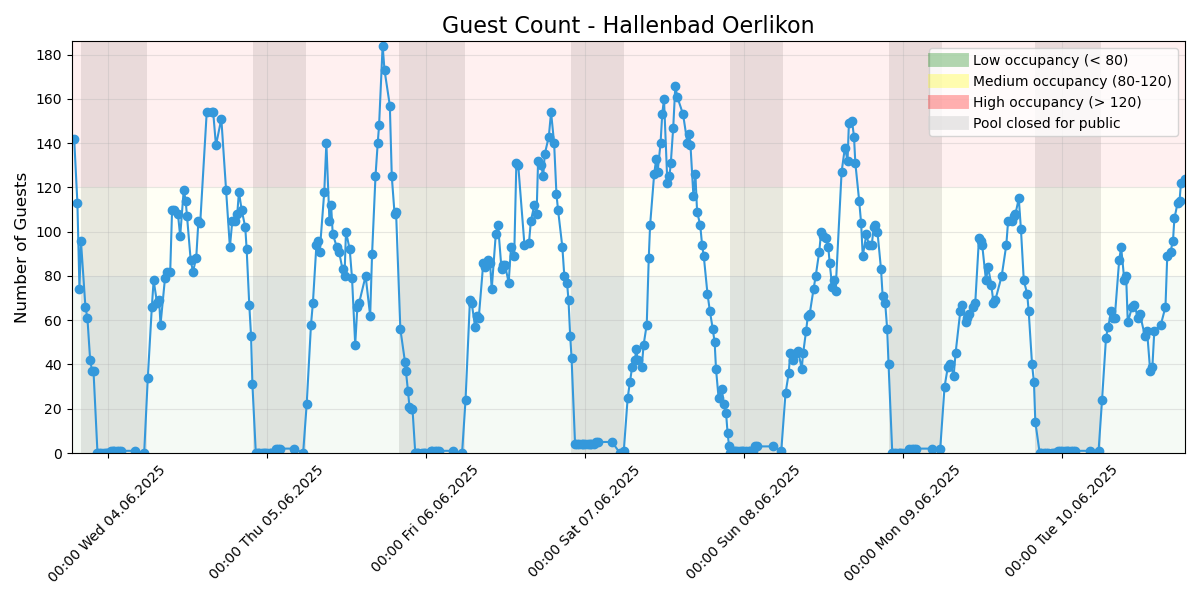 Guest Count - Hallenbad Oerlikon
Number of Guests
180
160
140
120
100
80
60
40
20
0
Low occupancy (< 80)
Medium occupancy (80-120)
High occupancy (> 120)
Pool closed for public
00:00 Wed 04.06.2025
00:00 Thu 05.06.2025
00:00 Fri 06.06.2025
00:00 Sat 07.06.2025
00:00 Sun 08.06.2025
00:00 Mon 09.06.2025
00:00 Tue 10.06.2025